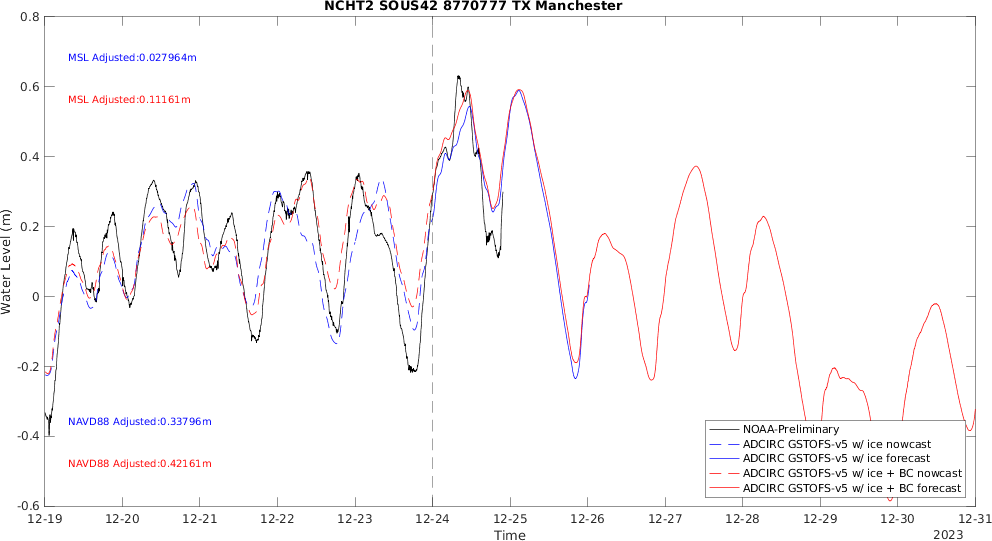 NCHT2 SOUS42 8770777 TX Manchester
0.8
0.6
0.4
0.2
0
-0.2
-0.4
-0.6
Water Level (m)
MSL Adjusted:0.027964m
MSL Adjusted:0.11161m
NAVD88 Adjusted:0.33796m
NAVD88 Adjusted:0.42161m
NOAA-Preliminary
ADCIRC GSTOFS-v5 w/ ice nowcast
ADCIRC GSTOFS-v5 w/ ice forecast
ADCIRC GSTOFS-v5 w/ ice + BC nowcast
ADCIRC GSTOFS-v5 w/ ice + BC forecast
12-19 12-20 12-21 12-22 12-23 12-24 12-25 12-26 12-27 12-28 12-29 12-30 12-31
Time
2023